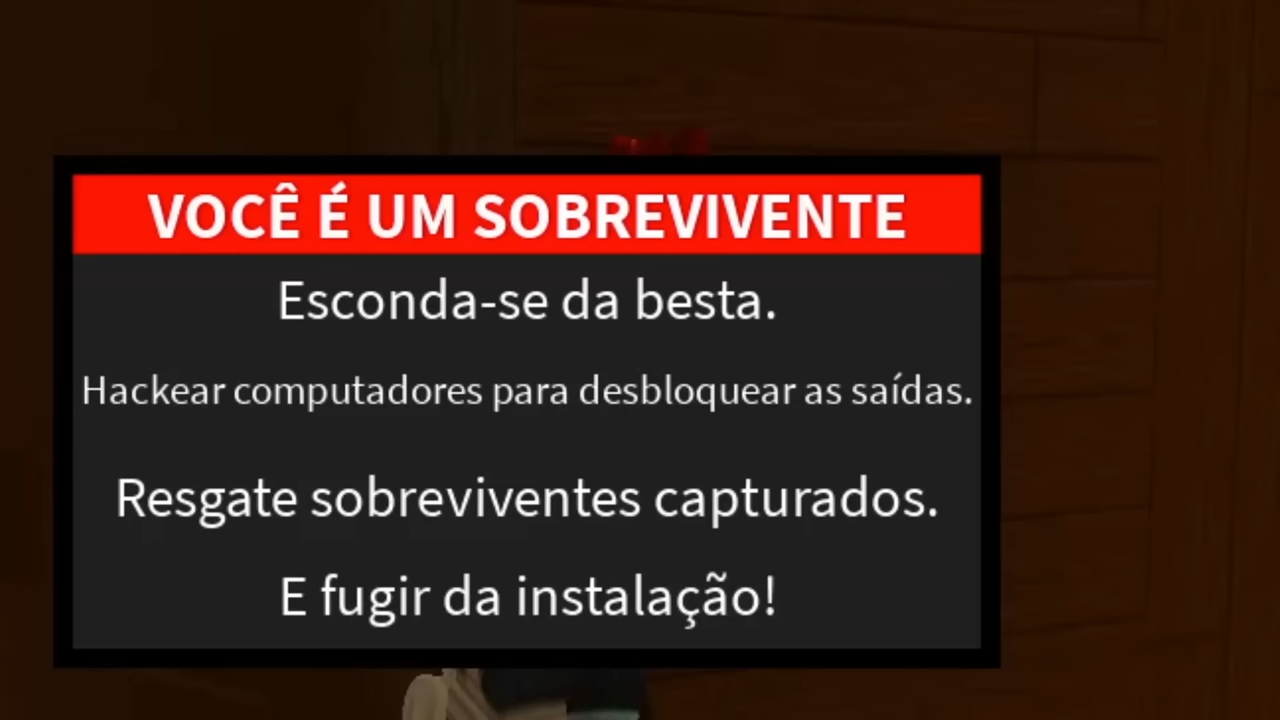 VOCÊ É UM SOBREVIVENTE
Esconda-se da besta.
Hackear computadores para desbloquear as saídas.
Resgate sobreviventes capturados.
E fugir da instalação!